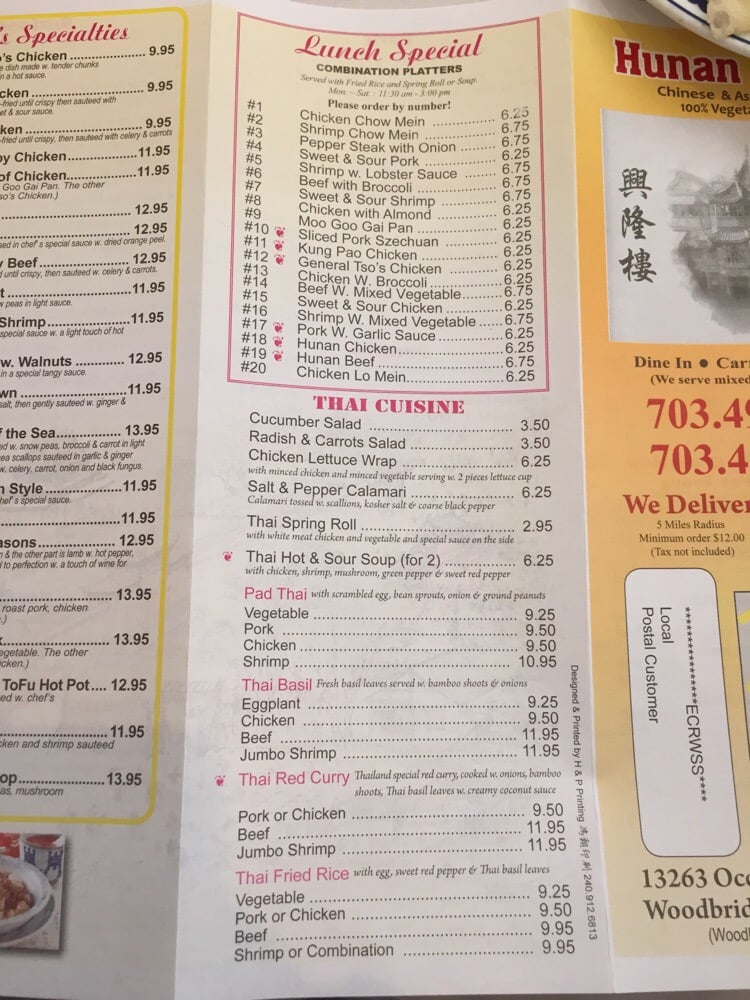 's Specialties
o's Chicken 9.95
e dish made w. tender chunks
in a hot sauce.
cken 9.95
-fried until crispy then sauteed with
et & sour sauce.
ken 9.95
-fried until crispy, then sauteed with celery & carrots
oy Chicken 11.95
of Chicken 11.95
Goo Gai Pan. The other
so's Chicken.)
12.95
12.95
sed in chef's special sauce w. dried orange peel.
y Beef 12.95
d until crispy, then sauteed w. celery & carrots.
t 11.95
w peas in light sauce.
Shrimp 11.95
special sauce w. a light touch of hot
w. Walnuts 12.95
in a special tangy sauce.
wn 11.95
salt, then gently sauteed w. ginger &
f the Sea 13.95
ed w. snow peas, broccoli & carrot in light
ea scallops sauteed in garlic & ginger
w. celery, carrot, onion and black fungus.
n Style 11.95
hef's special sauce.
11.95
asons 12.95
n & the other part is lamb w. hot pepper,
d to perfection w. a touch of wine for
13.95
roast pork, chicken
.)
k 13.95
egetable. The other
icken.)
ToFu Hot Pot 12.95
ed w. chef's
11.95
cken and shrimp sauteed
op 13.95
as, mushroom
Lunch Special
COMBINATION PLATTERS
Served with Fried Rice and Spring Roll or Soup.
Mon. ~ Sat. : 11:30 am - 3:00 pm
Please order by number!
#1 Chicken Chow Mein 6.25
#2 Shrimp Chow Mein 6.75
#3 Pepper Steak with Onion 6.75
#4 Sweet & Sour Pork 6.25
#5 Shrimp w. Lobster Sauce 6.75
#6 Beef with Broccoli 6.75
#7 Sweet & Sour Shrimp 6.75
#8 Chicken with Almond 6.25
#9 Moo Goo Gai Pan 6.25
#10 Sliced Pork Szechuan 6.25
#11 Kung Pao Chicken 6.25
#12 General Tso's Chicken 6.25
#13 Chicken W. Broccoli 6.25
#14 Beef W. Mixed Vegetable 6.75
#15 Sweet & Sour Chicken 6.25
#16 Shrimp W. Mixed Vegetable 6.75
#17 Pork W. Garlic Sauce 6.25
#18 Hunan Chicken 6.25
#19 Hunan Beef 6.75
#20 Chicken Lo Mein 6.25
THAI CUISINE
Cucumber Salad 3.50
Radish & Carrots Salad 3.50
Chicken Lettuce Wrap 6.25
with minced chicken and minced vegetable serving w. 2 pieces lettuce cup
Salt & Pepper Calamari 6.25
Calamari tossed w. scallions, kosher salt & coarse black pepper
Thai Spring Roll 2.95
with white meat chicken and vegetable and special sauce on the side
Thai Hot & Sour Soup (for 2) 6.25
with chicken, shrimp, mushroom, green pepper & sweet red pepper
Pad Thai with scrambled egg, bean sprouts, onion & ground peanuts
Vegetable 9.25
Pork 9.50
Chicken 9.50
Shrimp 10.95
Thai Basil Fresh basil leaves served w. bamboo shoots & onions
Eggplant 9.25
Chicken 9.50
Beef 11.95
Jumbo Shrimp 11.95
Thai Red Curry Thailand special red curry, cooked w. onions, bamboo
shoots, Thai basil leaves w. creamy coconut sauce
Pork or Chicken 9.50
Beef 11.95
Jumbo Shrimp 11.95
Thai Fried Rice with egg, sweet red pepper & Thai basil leaves
Vegetable 9.25
Pork or Chicken 9.50
Beef 9.95
Shrimp or Combination 9.95
Designed & Printed by H & P Printing 240.912.6813
Hunan
Chinese & As
100% Vegeta
興隆樓
Dine In ● Carr
(We serve mixed
703.49
703.4
We Deliver
5 Miles Radius
Minimum order $12.00
(Tax not included)
***************ECRWSS****
Local
Postal Customer
13263 Occ
Woodbrid
(Wood